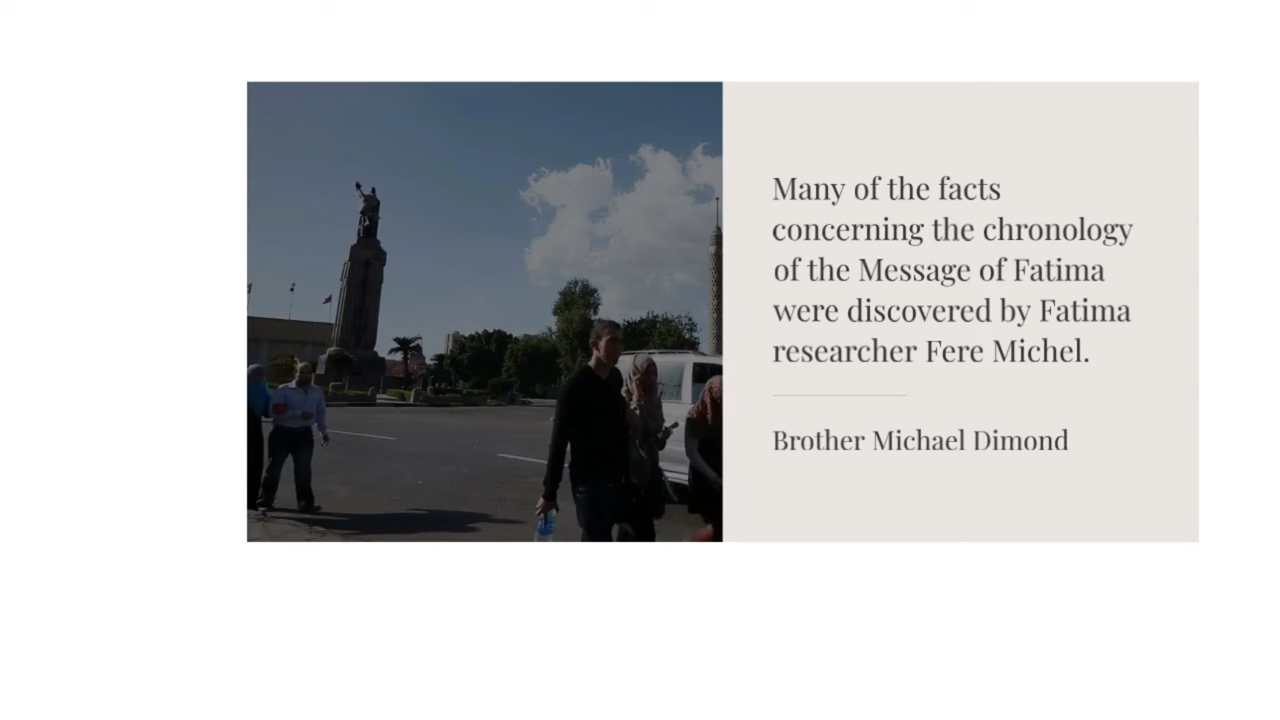 Many of the facts
concerning the chronology
of the Message of Fatima
were discovered by Fatima
researcher Fere Michel.
Brother Michael Dimond